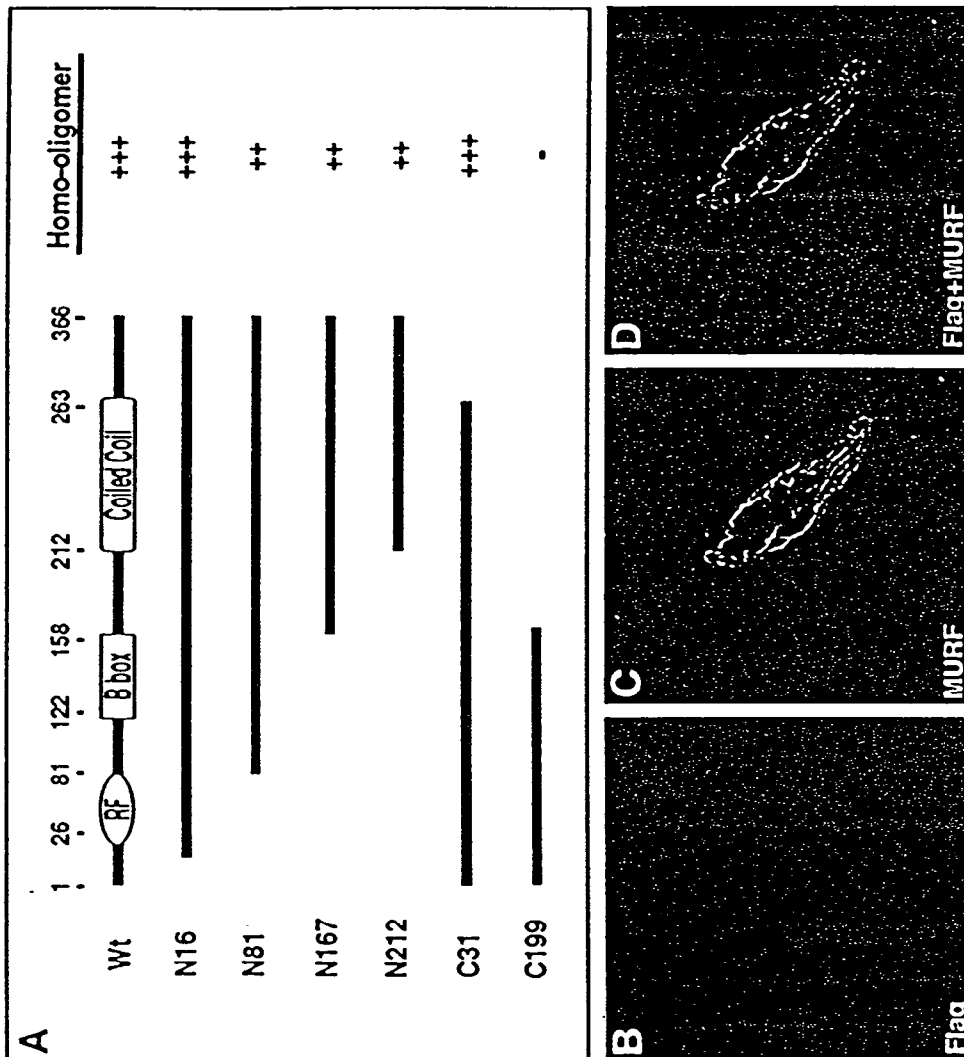 A
Homo-oligomer
1 26 81 122 158 212 263 366
Wt RF B box Coiled Coil +++
N16 +++
N81 ++
N167 ++
N212 ++
C31 +++
C199 -
B
Flag
C
MURF
D
Flag+MURF